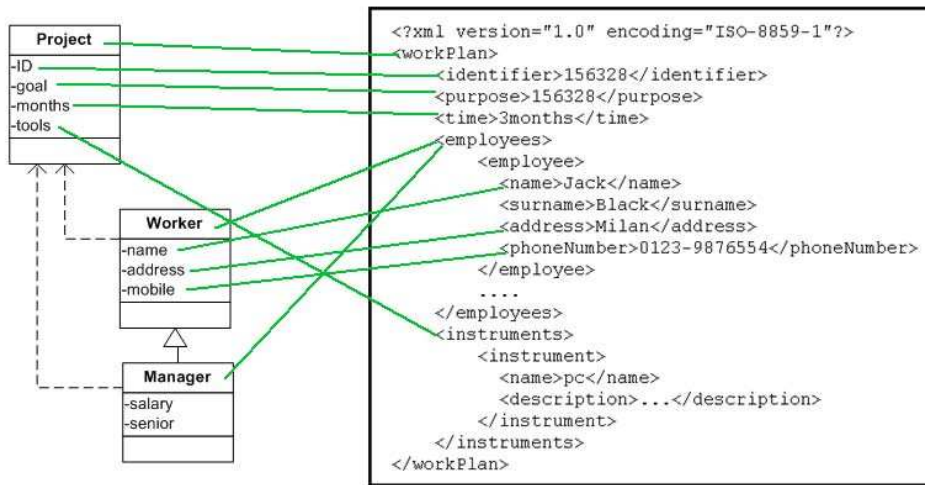 Project
-ID
-goal
-months
-tools
Worker
-name
-address
-mobile
Manager
-salary
-senior
<?xml version="1.0" encoding="ISO-8859-1"?>
<workPlan>
<identifier>156328</identifier>
<purpose>156328</purpose>
<time>3months</time>
<employees>
<employee>
<name>Jack</name>
<surname>Black</surname>
<address>Milan</address>
<phoneNumber>0123-9876554</phoneNumber>
</employee>
....
</employees>
<instruments>
<instrument>
<name>pc</name>
<description>...</description>
</instrument>
</instruments>
</workPlan>